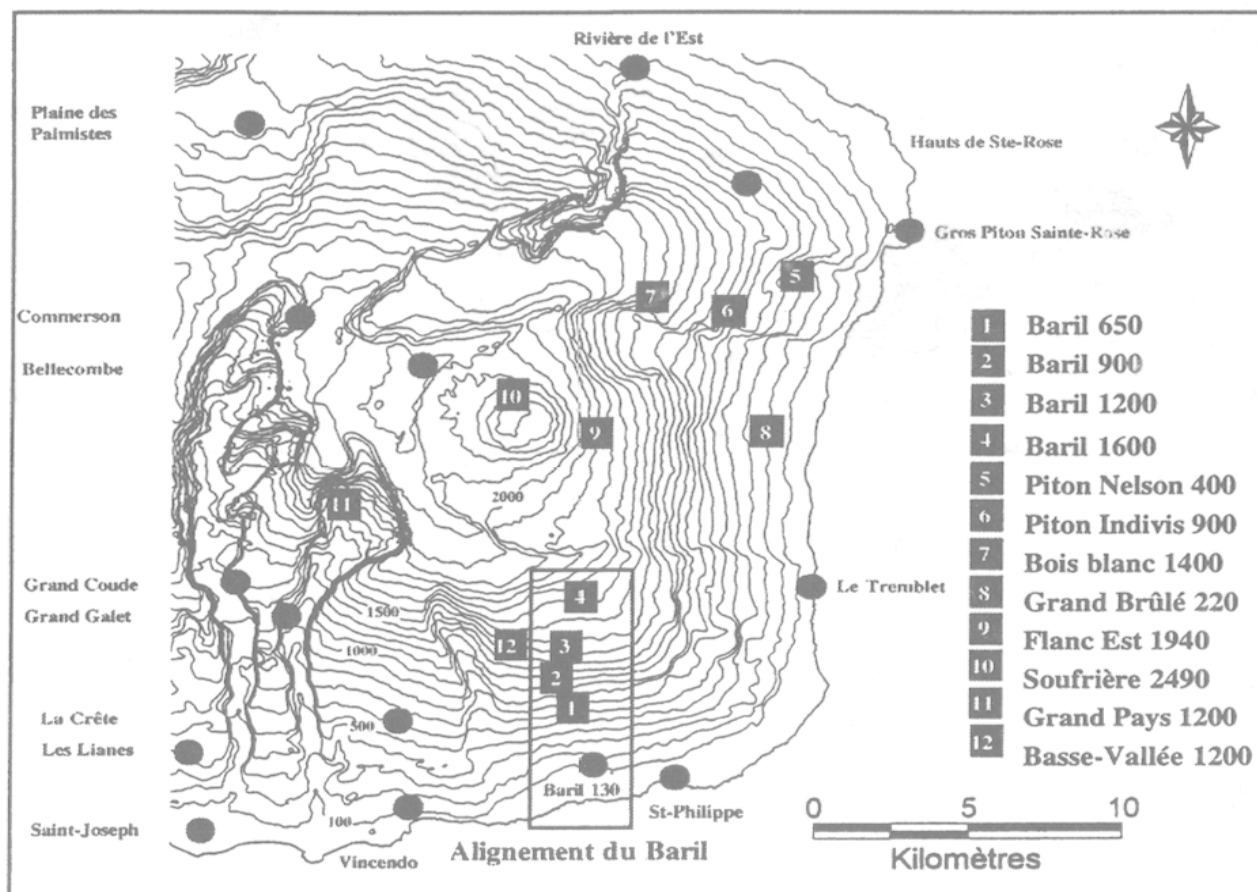 Rivière de l'Est
Plaine des
Palmistes
Hauts de Ste-Rose
Gros Piton Sainte-Rose
Commerson
Bellecombe
Grand Coude
Grand Galet
La Crête
Les Lianes
Saint-Joseph
Vincendo
St-Philippe
Le Tremblet
Baril 130
Alignement du Baril
2000
1500
1000
500
100
7
6
5
10
9
8
11
4
12
3
2
1
1 Baril 650
2 Baril 900
3 Baril 1200
4 Baril 1600
5 Piton Nelson 400
6 Piton Indivis 900
7 Bois blanc 1400
8 Grand Brûlé 220
9 Flanc Est 1940
10 Soufrière 2490
11 Grand Pays 1200
12 Basse-Vallée 1200
0 5 10
Kilomètres